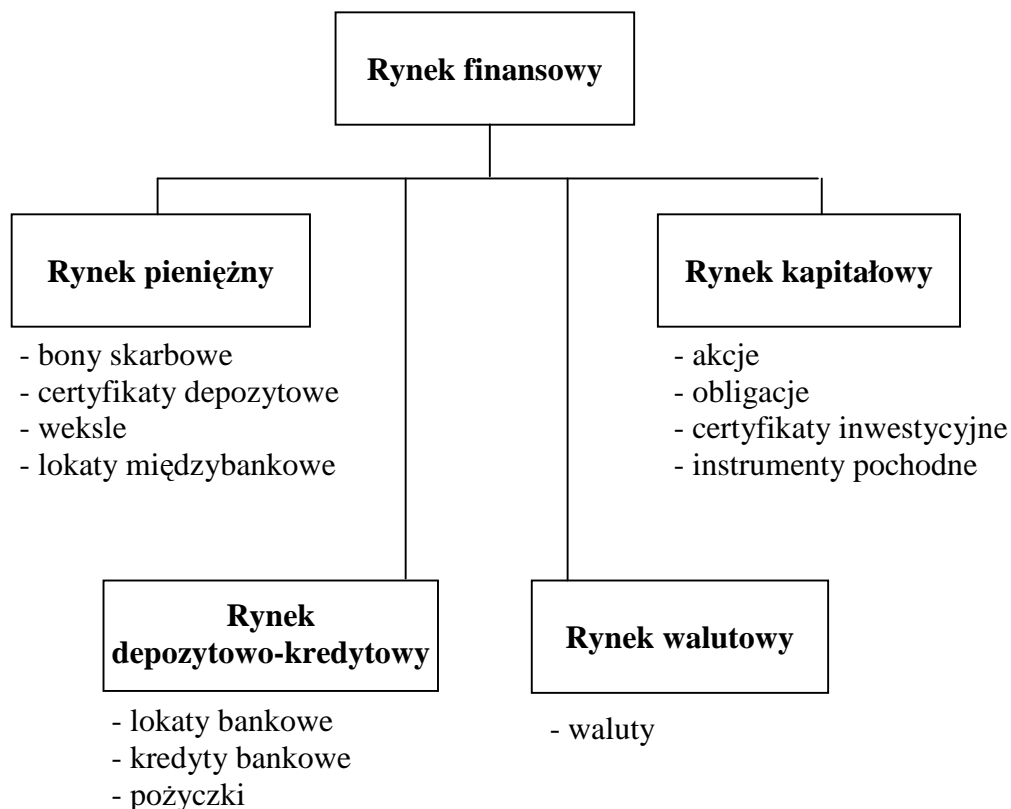 Rynek finansowy
Rynek pieniężny
- bony skarbowe
- certyfikaty depozytowe
- weksle
- lokaty międzybankowe
Rynek kapitałowy
- akcje
- obligacje
- certyfikaty inwestycyjne
- instrumenty pochodne
Rynek
depozytowo-kredytowy
- lokaty bankowe
- kredyty bankowe
- pożyczki
Rynek walutowy
- waluty